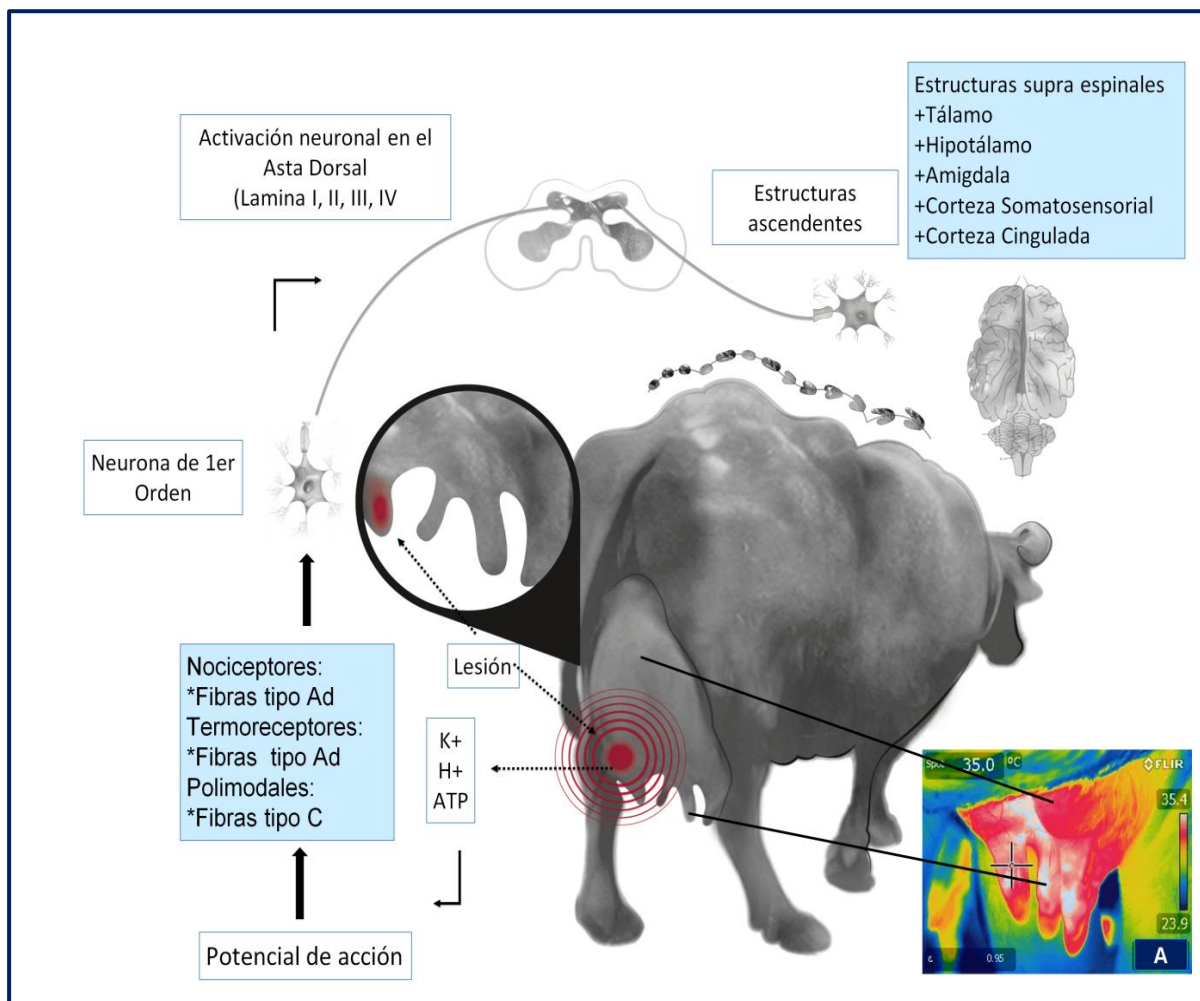 Activación neuronal en el
Asta Dorsal
(Lamina I, II, III, IV
Estructuras
ascendentes
Estructuras supra espinales
+Tálamo
+Hipotálamo
+Amigdala
+Corteza Somatosensorial
+Corteza Cingulada
Neurona de 1er
Orden
Lesión
Nociceptores:
*Fibras tipo Ad
Termoreceptores:
*Fibras tipo Ad
Polimodales:
*Fibras tipo C
K+
H+
ATP
Potencial de acción
Spot 35.0 ºC
FLIR
35.4
23.9
ε 0.95
A